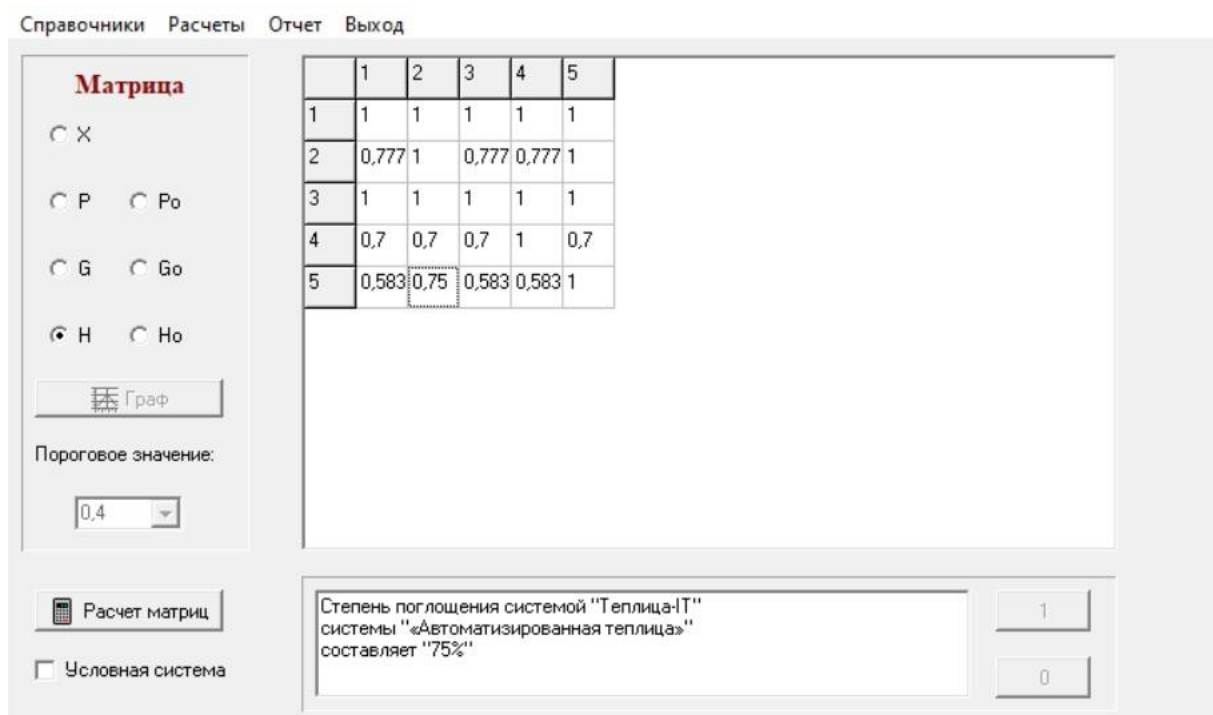 Справочники Расчеты Отчет Выход
Матрица
X
P Po
G Go
H Ho
Граф
Пороговое значение:
0,4
Расчет матриц
Условная система
1 2 3 4 5
1 1 1 1 1 1
2 0,777 1 0,777 0,777 1
3 1 1 1 1 1
4 0,7 0,7 0,7 1 0,7
5 0,583 0,75 0,583 0,583 1
Степень поглощения системой "Теплица-IT"
системы "«Автоматизированная теплица»"
составляет "75%"
1
0